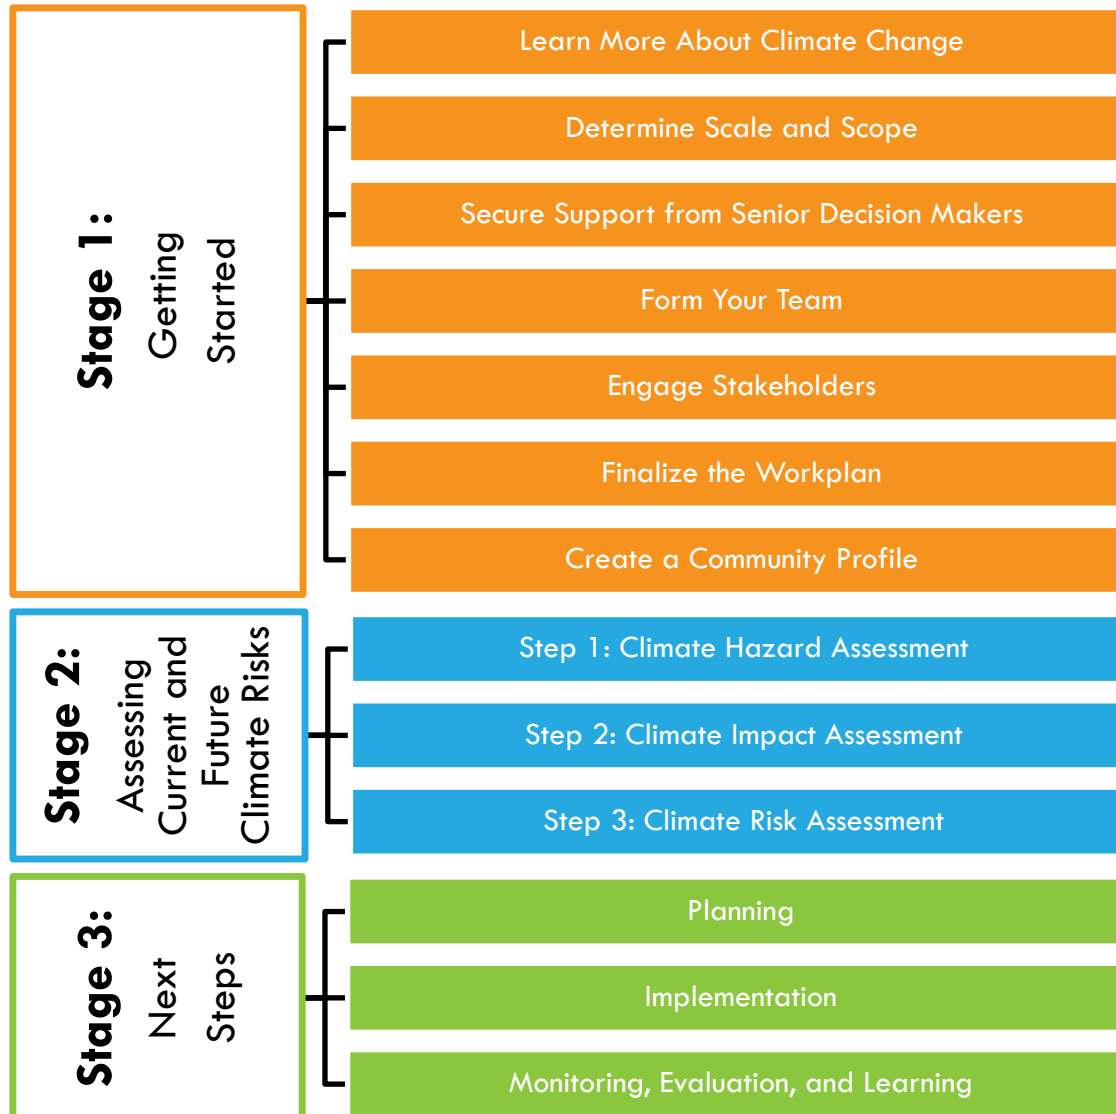 Stage 1:
Getting
Started
Learn More About Climate Change
Determine Scale and Scope
Secure Support from Senior Decision Makers
Form Your Team
Engage Stakeholders
Finalize the Workplan
Create a Community Profile
Stage 2:
Assessing
Current and
Future
Climate Risks
Step 1: Climate Hazard Assessment
Step 2: Climate Impact Assessment
Step 3: Climate Risk Assessment
Stage 3:
Next
Steps
Planning
Implementation
Monitoring, Evaluation, and Learning